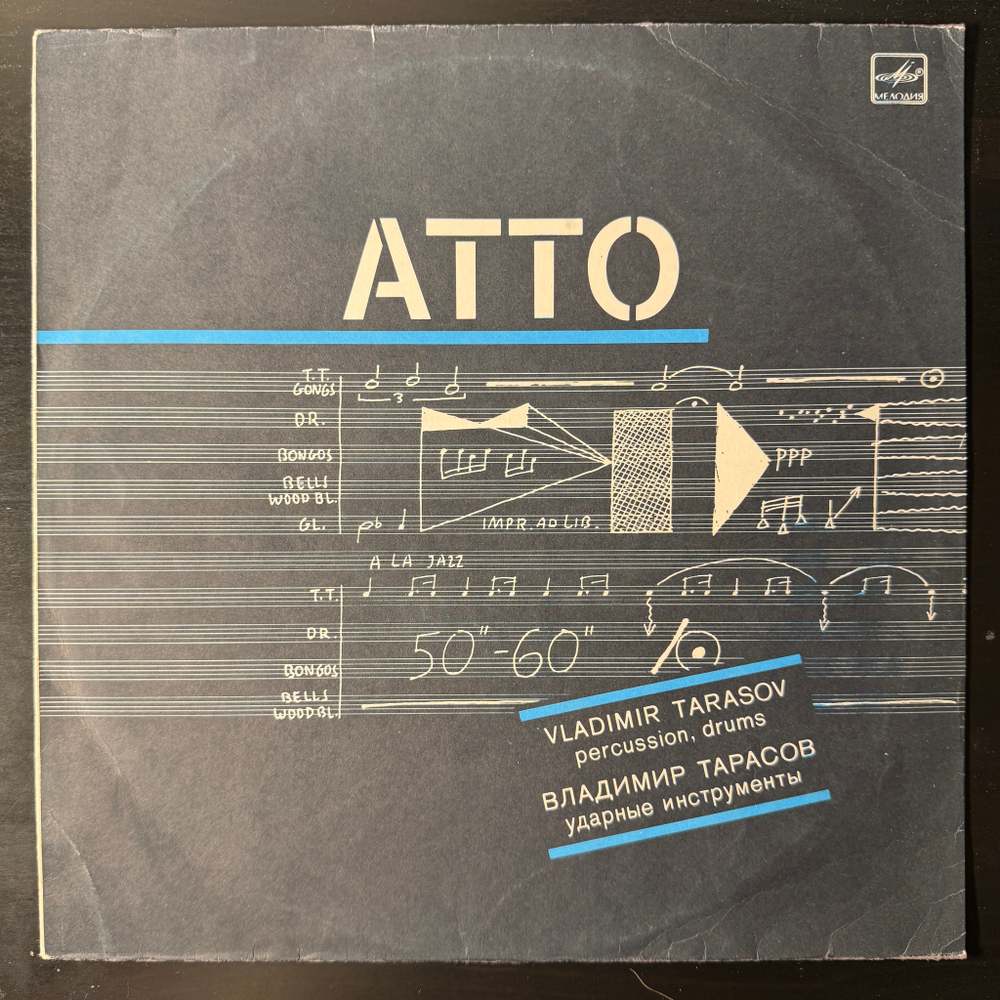 МЕЛОДИЯ
ATTO
T.T.
GONGS
3
DR.
BONGOS
PPP
BELLS
WOOD BL.
GL.
IMPR. AD LIB.
A LA JAZZ
T.T.
DR.
50"-60"
BONGOS
BELLS
WOOD BL.
VLADIMIR TARASOV
percussion, drums
ВЛАДИМИР ТАРАСОВ
ударные инструменты